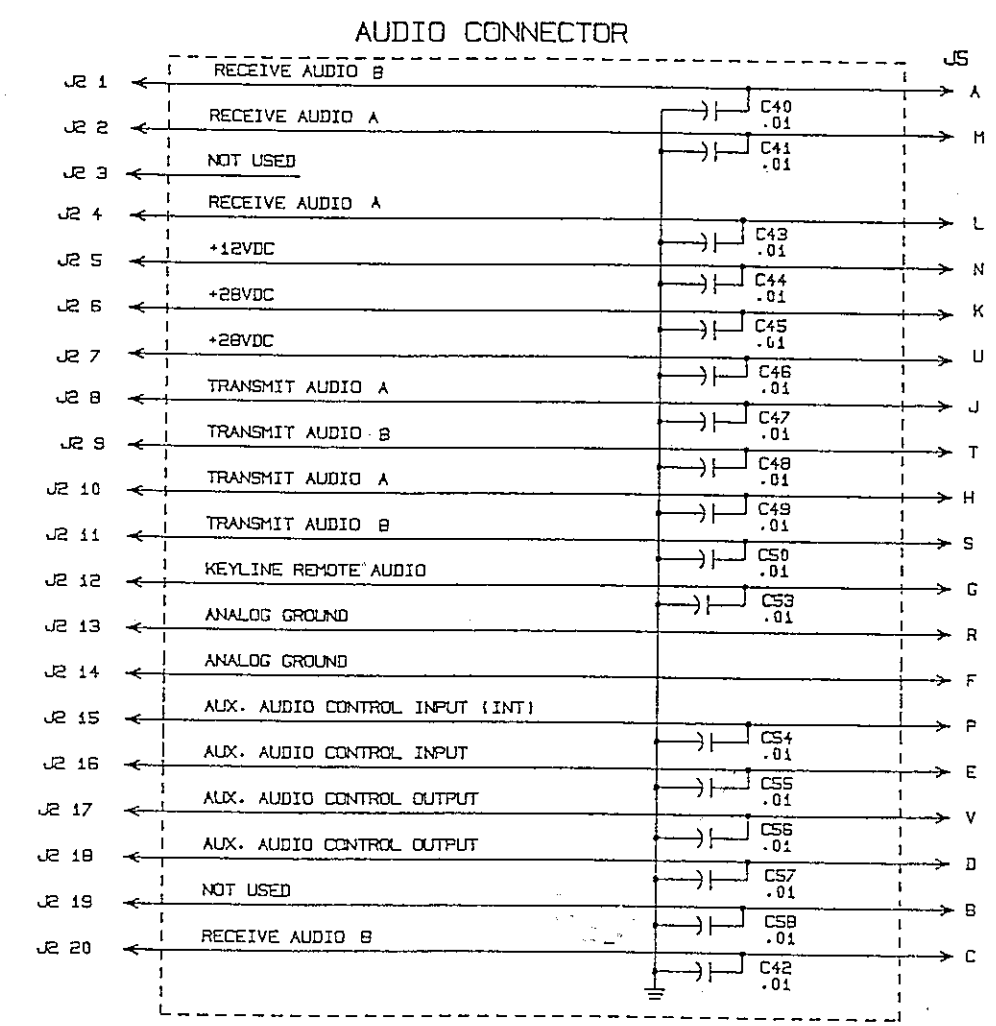 AUDIO CONNECTOR
J5
J2 1 RECEIVE AUDIO B A
C40
.01
J2 2 RECEIVE AUDIO A M
C41
.01
J2 3 NOT USED
J2 4 RECEIVE AUDIO A L
C43
.01
J2 5 +12VDC N
C44
.01
J2 6 +28VDC K
C45
.01
J2 7 +28VDC U
C46
.01
J2 8 TRANSMIT AUDIO A J
C47
.01
J2 9 TRANSMIT AUDIO B T
C48
.01
J2 10 TRANSMIT AUDIO A H
C49
.01
J2 11 TRANSMIT AUDIO B S
C50
.01
J2 12 KEYLINE REMOTE AUDIO G
C53
.01
J2 13 ANALOG GROUND R
J2 14 ANALOG GROUND F
J2 15 AUX. AUDIO CONTROL INPUT (INT) P
C54
.01
J2 16 AUX. AUDIO CONTROL INPUT E
C55
.01
J2 17 AUX. AUDIO CONTROL OUTPUT V
C56
.01
J2 18 AUX. AUDIO CONTROL OUTPUT D
C57
.01
J2 19 NOT USED B
C58
.01
J2 20 RECEIVE AUDIO B C
C42
.01